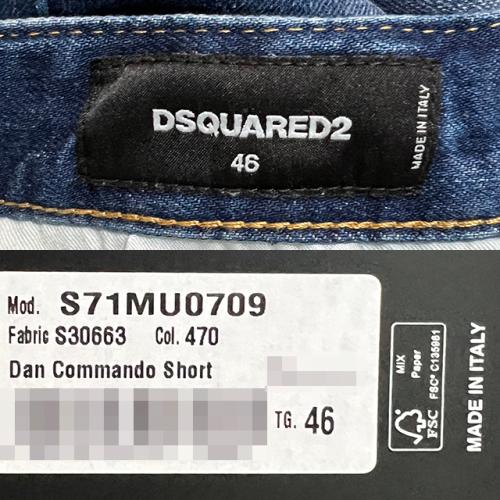 DSQUARED2
46
MADE IN ITALY
Mod. S71MU0709
Fabric S30663 Col. 470
Dan Commando Short
TG. 46
MIX
Paper
FSC® C135981
FSC
MADE IN ITALY